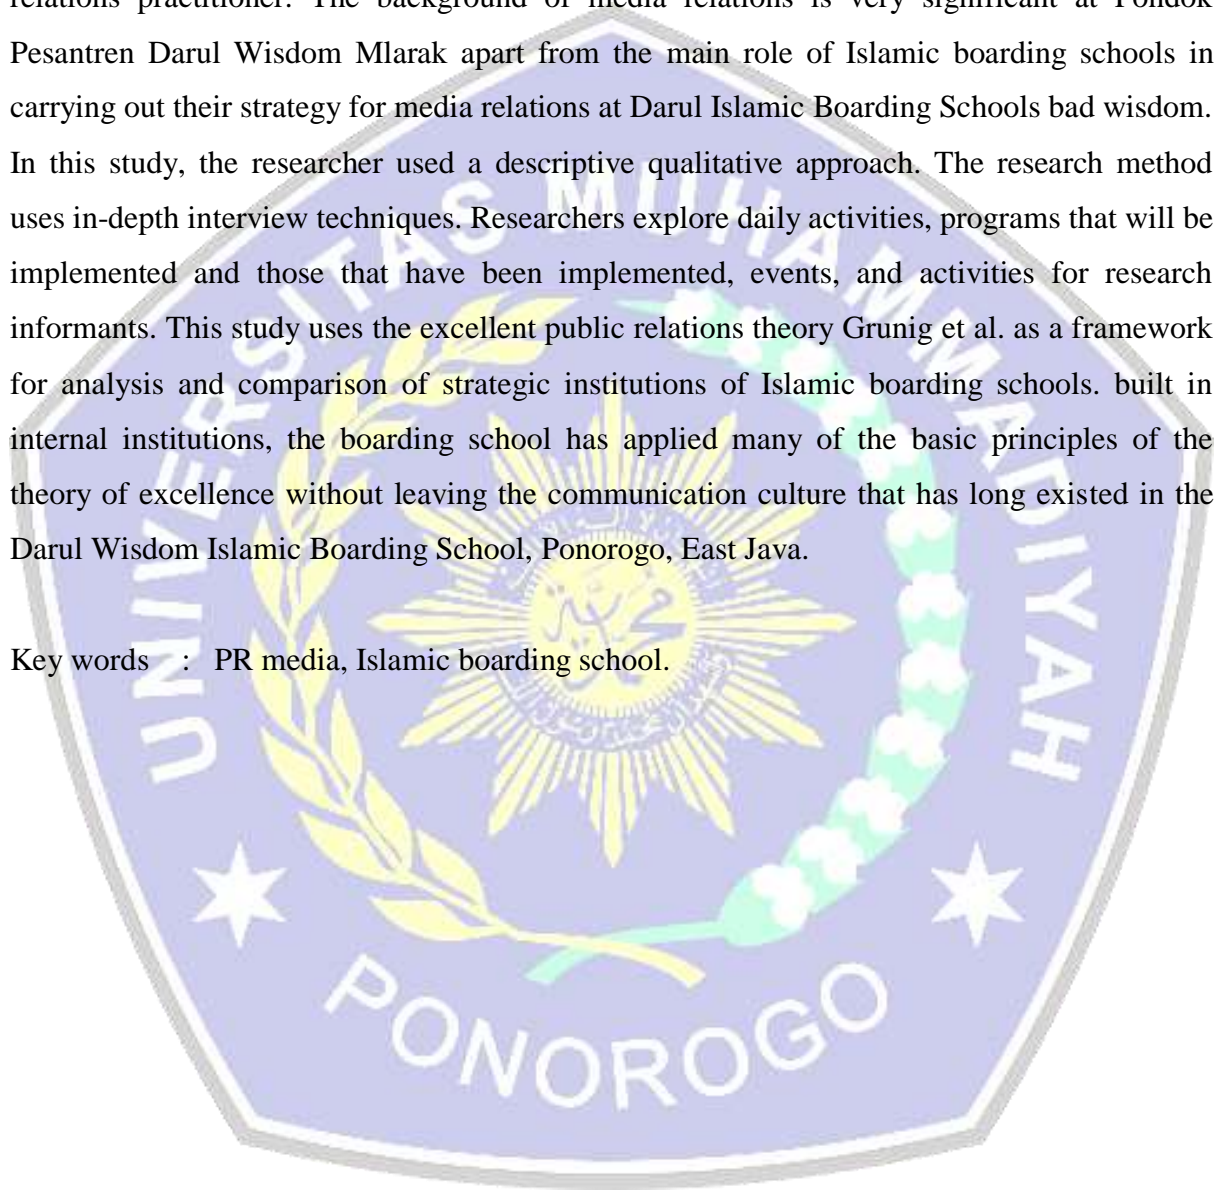 relations practitioner. The background of media relations is very significant at Pondok
Pesantren Darul Wisdom Mlarak apart from the main role of Islamic boarding schools in
carrying out their strategy for media relations at Darul Islamic Boarding Schools bad wisdom.
In this study, the researcher used a descriptive qualitative approach. The research method
uses in-depth interview techniques. Researchers explore daily activities, programs that will be
implemented and those that have been implemented, events, and activities for research
informants. This study uses the excellent public relations theory Grunig et al. as a framework
for analysis and comparison of strategic institutions of Islamic boarding schools. built in
internal institutions, the boarding school has applied many of the basic principles of the
theory of excellence without leaving the communication culture that has long existed in the
Darul Wisdom Islamic Boarding School, Ponorogo, East Java.
Key words : PR media, Islamic boarding school.
UNIVERSITAS MUHAMMADIYAH
PONOROGO